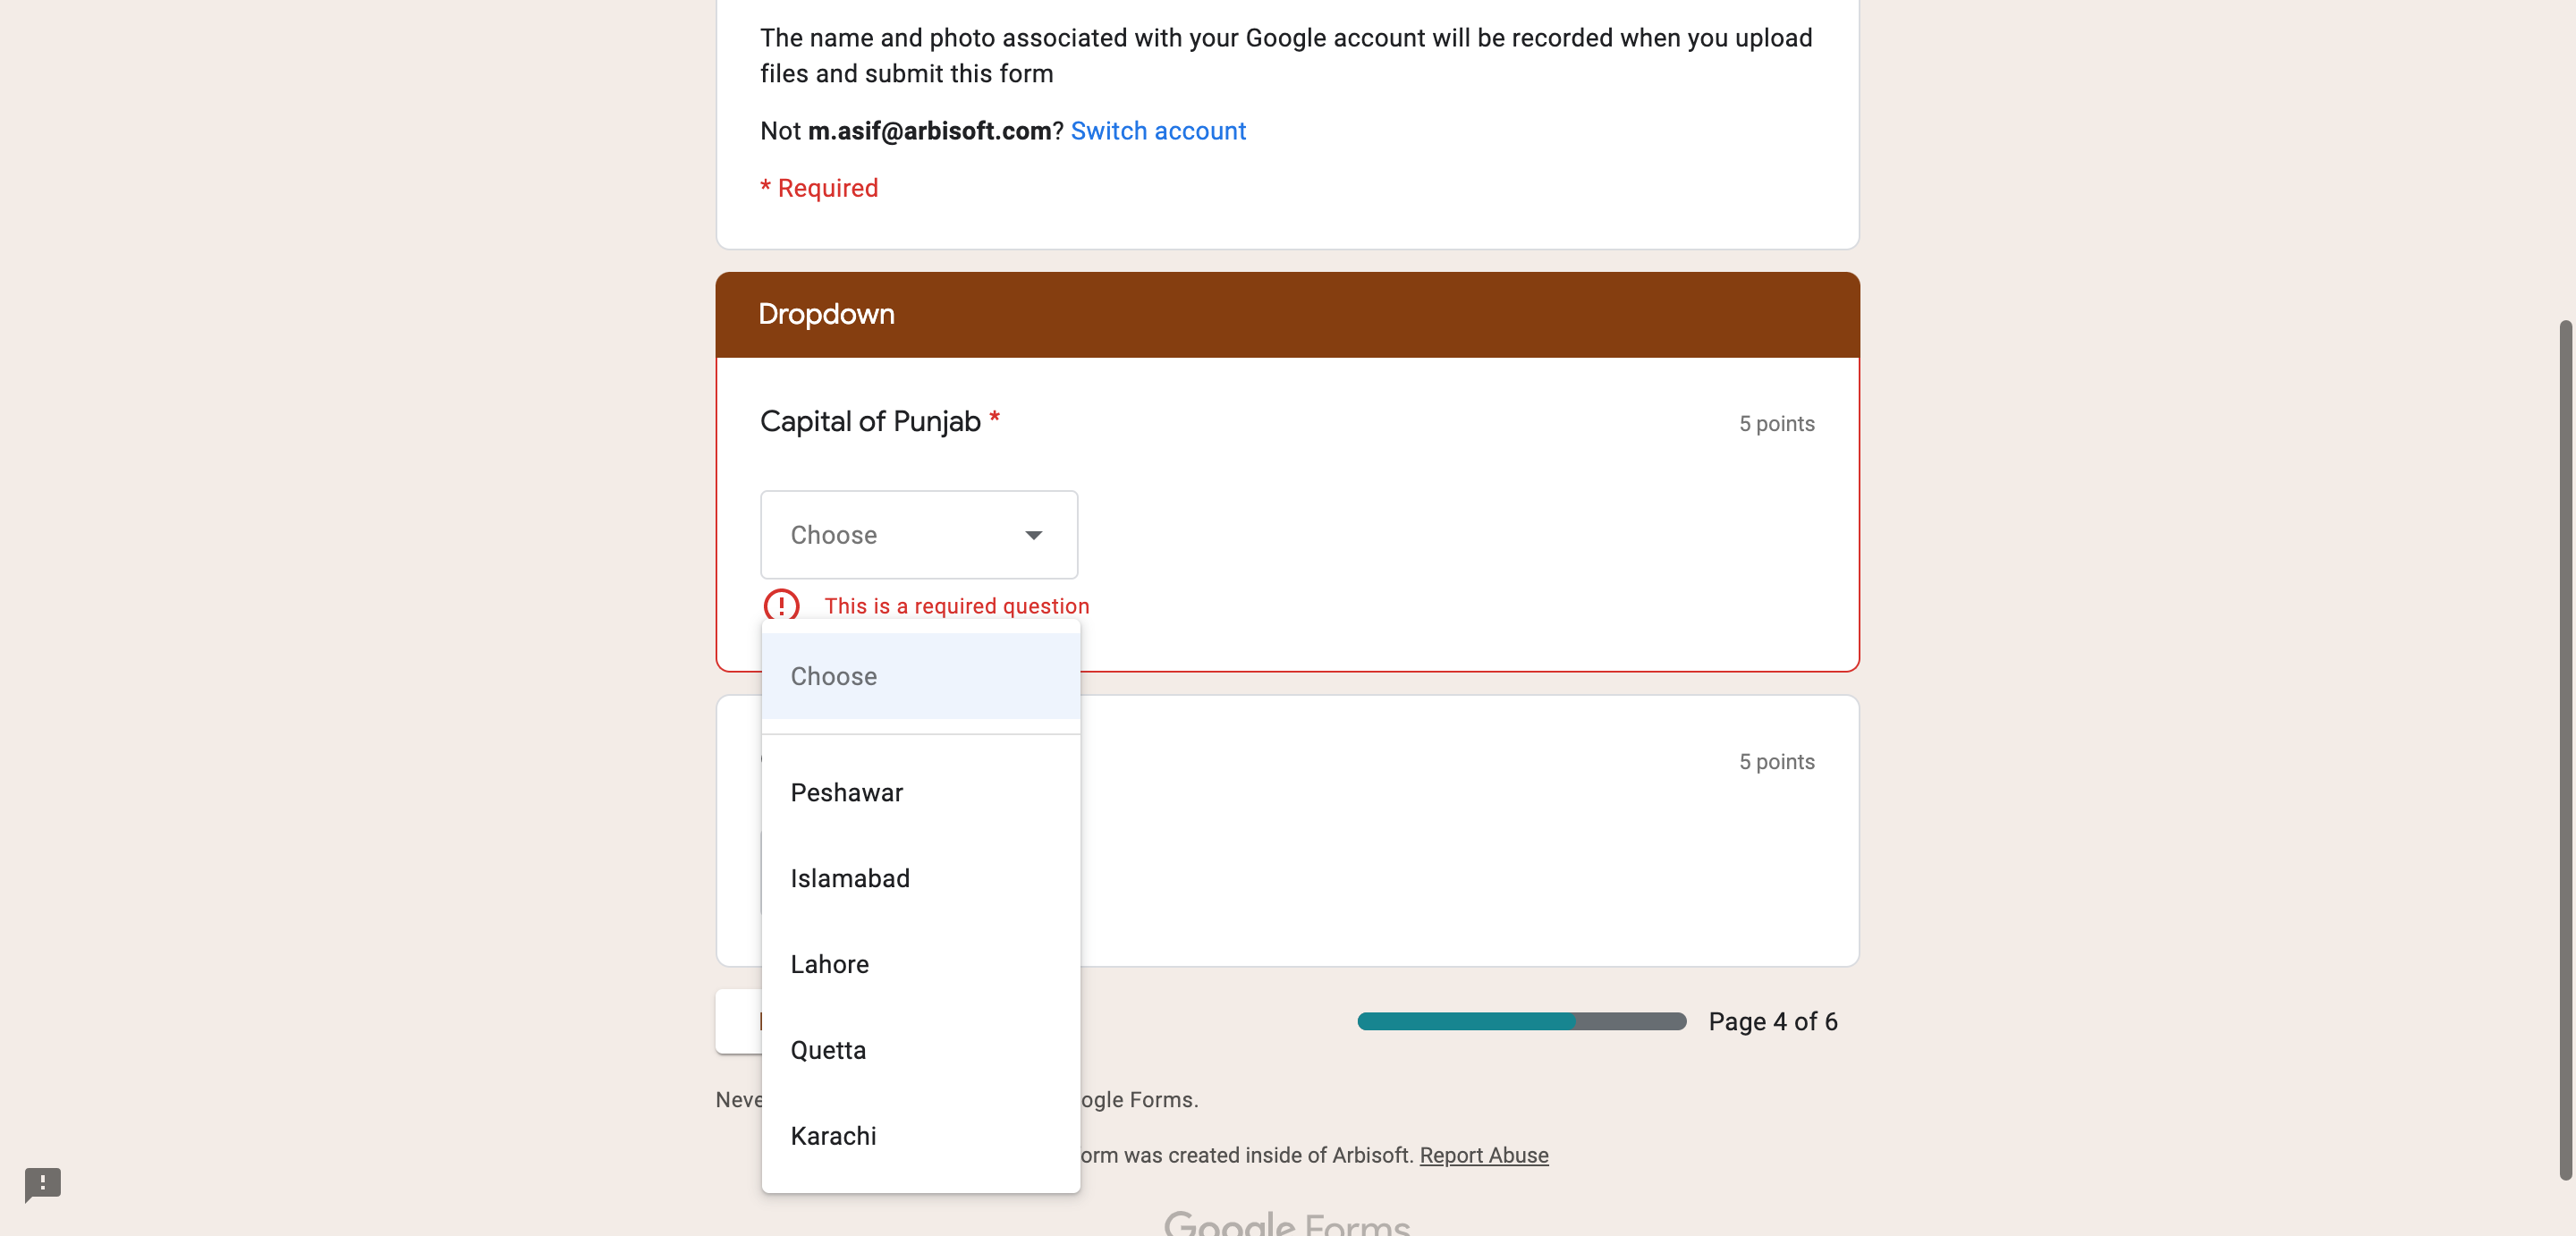 The name and photo associated with your Google account will be recorded when you upload
files and submit this form
Not m.asif@arbisoft.com? Switch account
* Required
Dropdown
Capital of Punjab *
5 points
Choose
This is a required question
Choose
5 points
Peshawar
Islamabad
Lahore
Quetta
Karachi
Page 4 of 6
Neve
ogle Forms.
orm was created inside of Arbisoft. Report Abuse
Google Forms